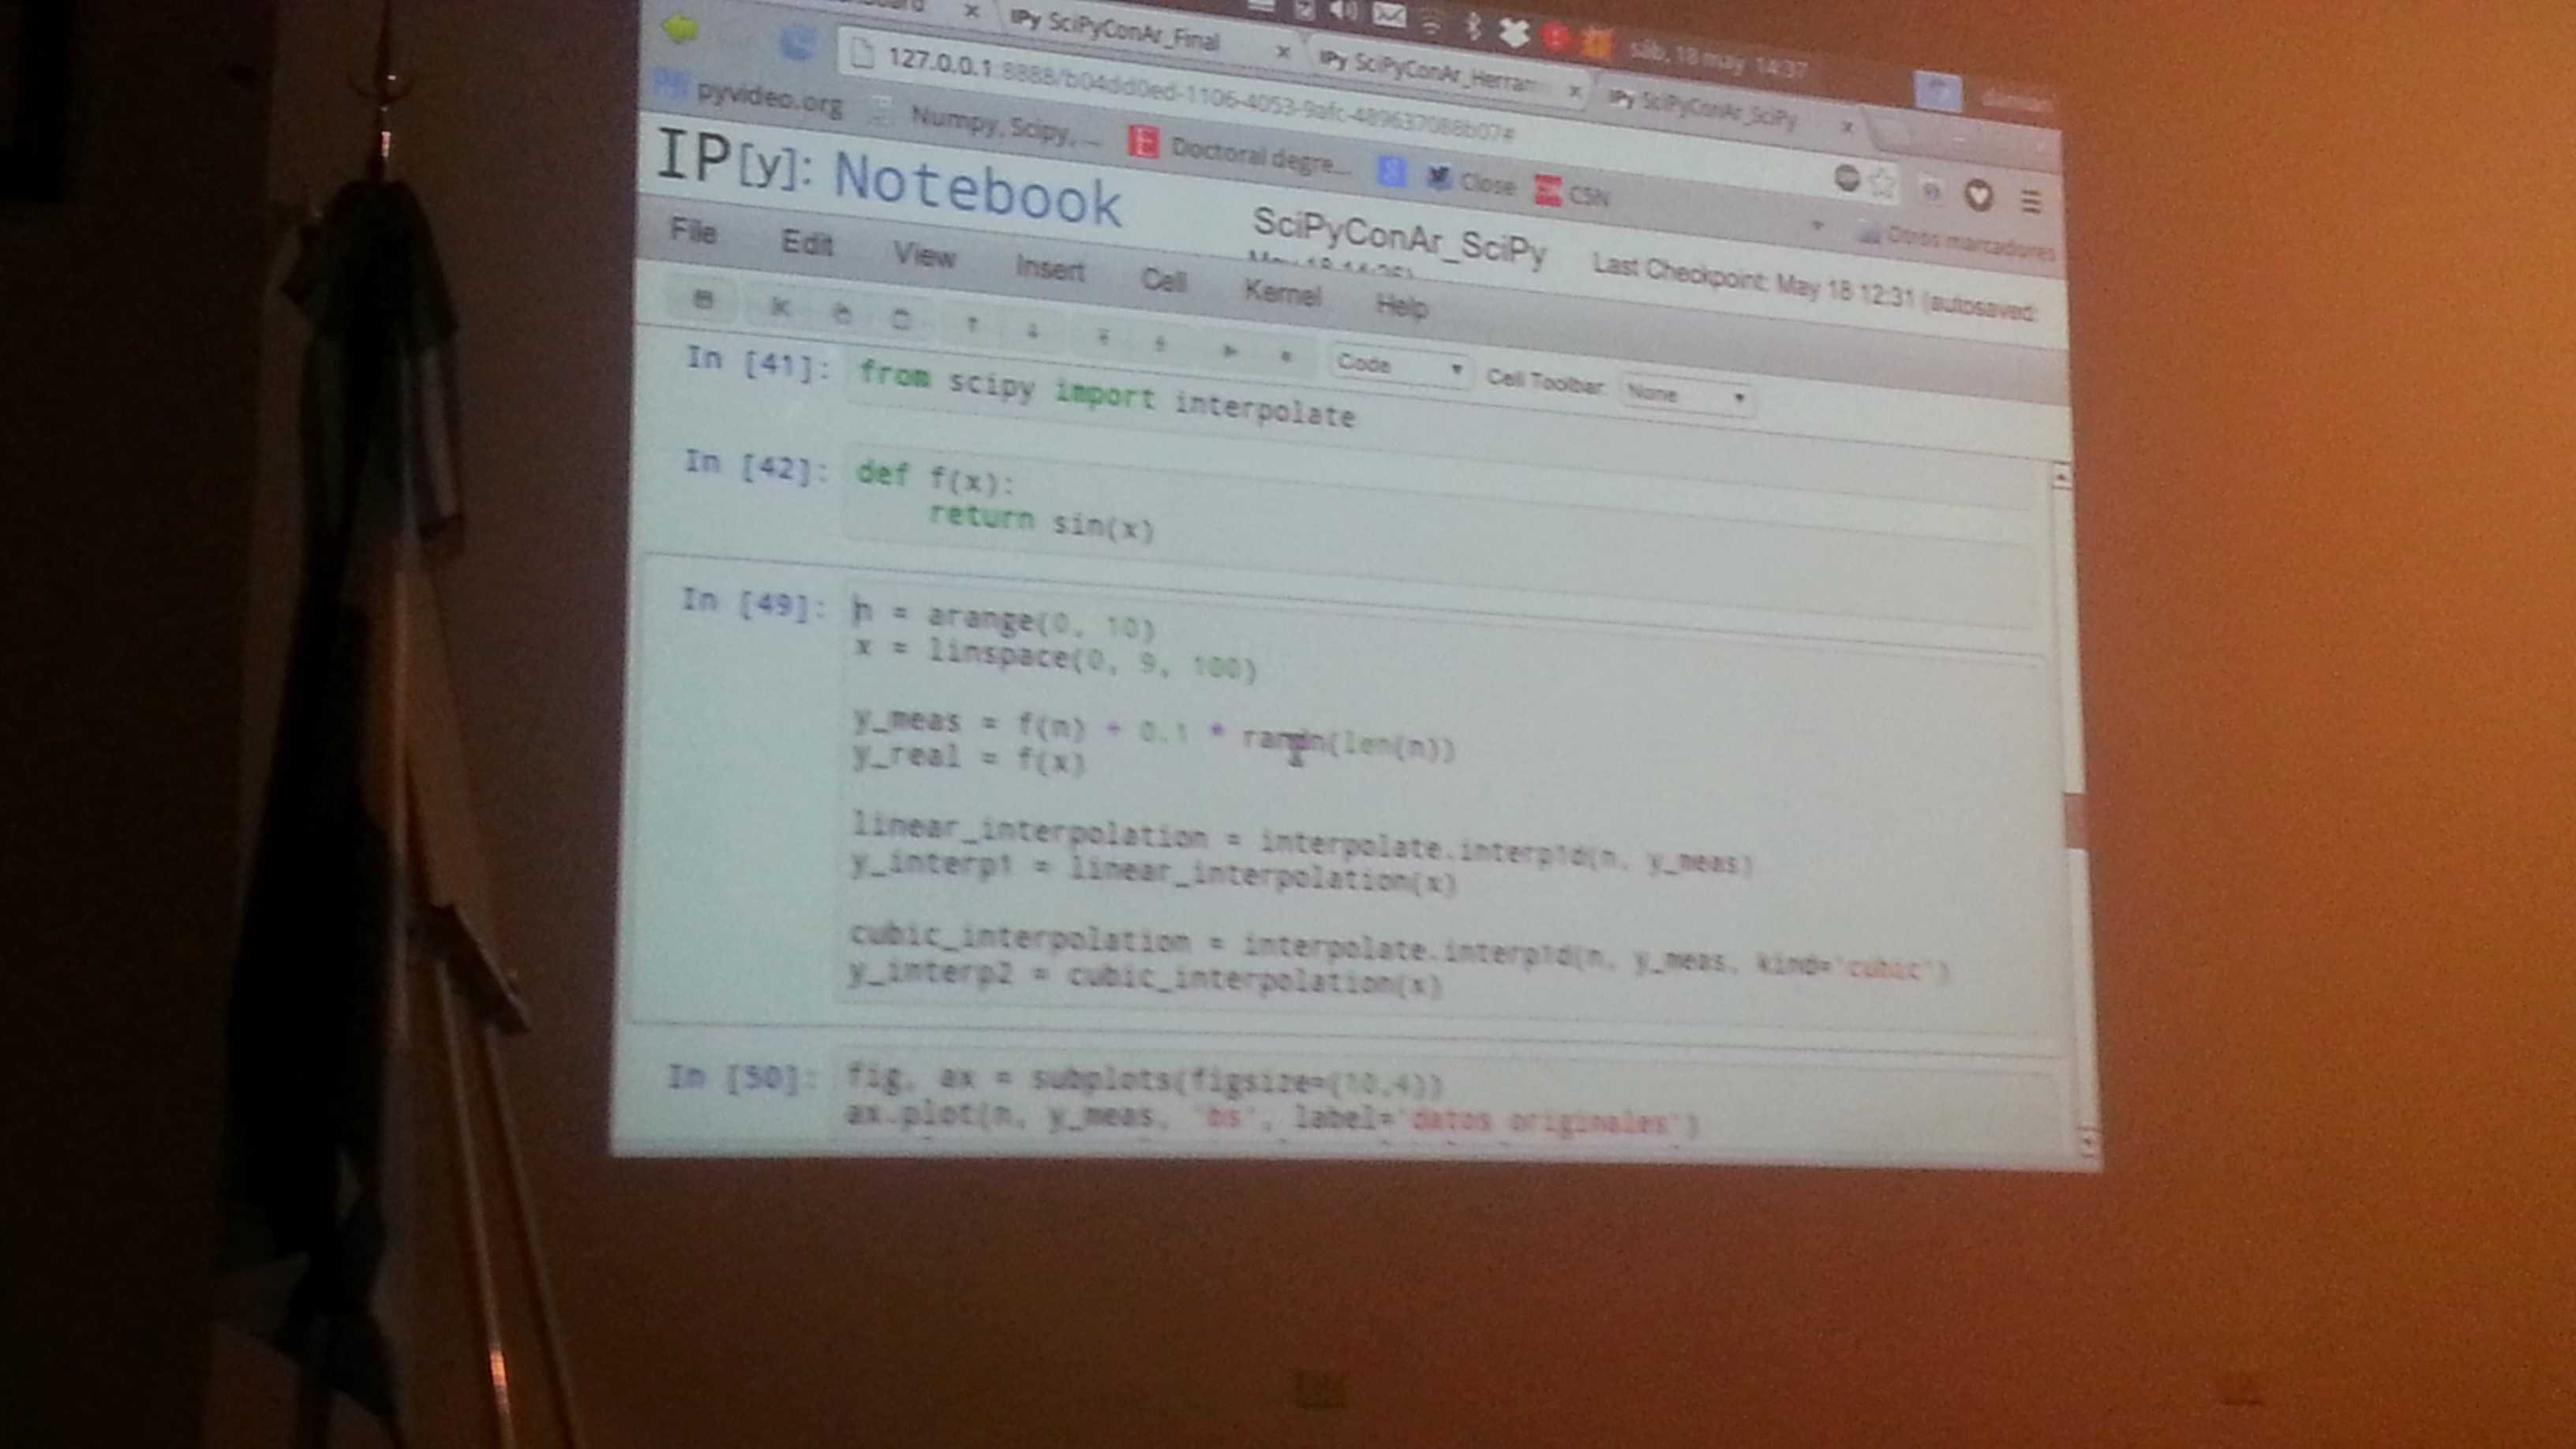 IPy SciPyConAr_Final
IPy SciPyConAr_Herram
IPy SciPyConAr_SciPy
sáb, 18 may 14:37
127.0.0.1:8888/b04dd0ed-1106-4053-9afc-489637088b07#
pyvideo.org
Numpy, Scipy, ...
Doctoral degre...
Close
CSN
Otros marcadores
IP[y]: Notebook
SciPyConAr_SciPy
Last Checkpoint: May 18 12:31 (autosaved:
File Edit View Insert Cell Kernel Help
Code
Cell Toolbar: None
In [41]: from scipy import interpolate
In [42]: def f(x):
return sin(x)
In [49]: n = arange(0, 10)
x = linspace(0, 9, 100)
y_meas = f(n) + 0.1 * randn(len(n))
y_real = f(x)
linear_interpolation = interpolate.interp1d(n, y_meas)
y_interp1 = linear_interpolation(x)
cubic_interpolation = interpolate.interp1d(n, y_meas, kind='cubic')
y_interp2 = cubic_interpolation(x)
In [50]: fig, ax = subplots(figsize=(10,4))
ax.plot(n, y_meas, 'bs', label='datos originales')